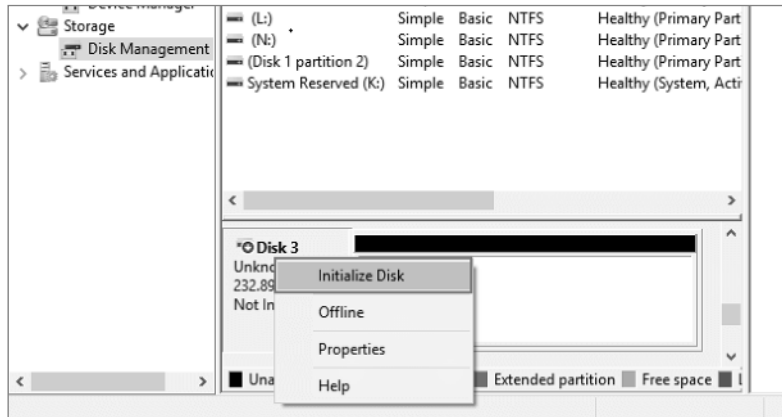 Device Manager
Storage
Disk Management
Services and Applicatio
(L:) Simple Basic NTFS Healthy (Primary Part
(N:) Simple Basic NTFS Healthy (Primary Part
(Disk 1 partition 2) Simple Basic NTFS Healthy (Primary Part
System Reserved (K:) Simple Basic NTFS Healthy (System, Acti
Disk 3
Unkno
232.89
Not In
Initialize Disk
Offline
Properties
Help
Una
Extended partition Free space L